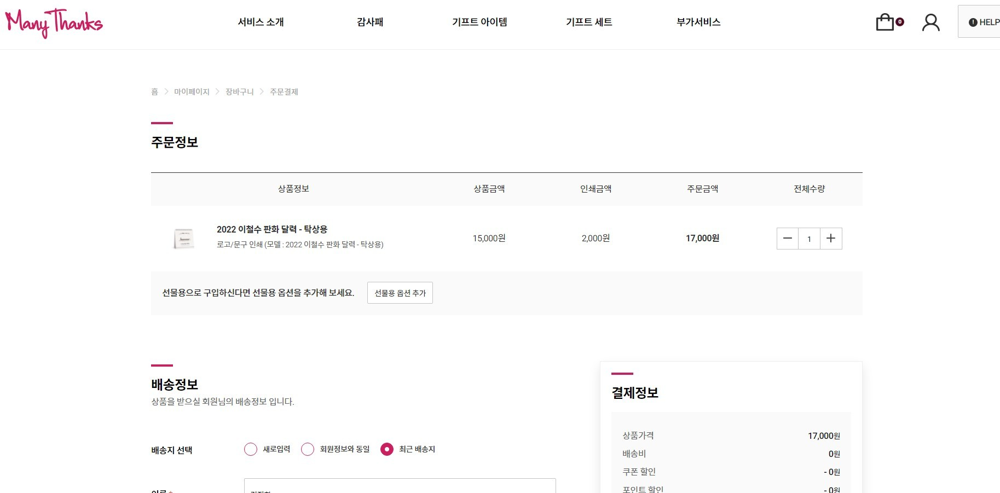 Many Thanks
서비스 소개 감사패 기프트 아이템 기프트 세트 부가서비스 0 ! HELP
홈 > 마이페이지 > 장바구니 > 주문결제
주문정보
상품정보 상품금액 인쇄금액 주문금액 전체수량
2022 이철수 판화 달력 - 탁상용
로고/문구 인쇄 (모델 : 2022 이철수 판화 달력 - 탁상용)
15,000원 2,000원 17,000원 1
선물용으로 구입하신다면 선물용 옵션을 추가해 보세요. 선물용 옵션 추가
배송정보
상품을 받으실 회원님의 배송정보 입니다.
배송지 선택 새로입력 회원정보와 동일 최근 배송지
이름 *
결제정보
상품가격 17,000원
배송비 0원
쿠폰 할인 - 0원
포인트 할인 - 0원